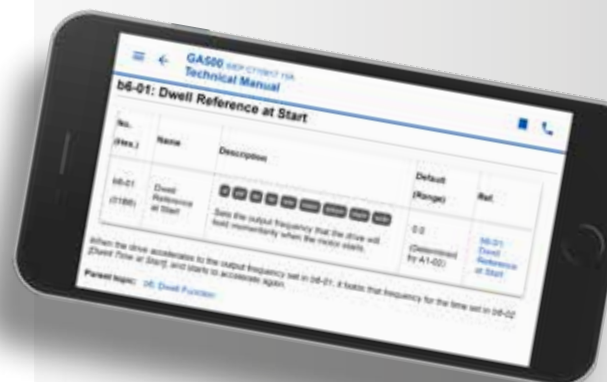 GA500
Technical Manual
b6-01: Dwell Reference at Start
No.
(Hex.)
Name
Description
Default
(Range)
Ref.
b6-01
(01B6)
Dwell
Reference
at Start
Sets the output frequency that the drive will
hold momentarily when the motor starts.
0.0
(Determined
by A1-02)
b6-01:
Dwell
Reference
at Start
When the drive accelerates to the output frequency set in b6-01, it holds that frequency for the time set in b6-02
[Dwell Time at Start] and starts to accelerate again.
Parent topic: b6: Dwell Function